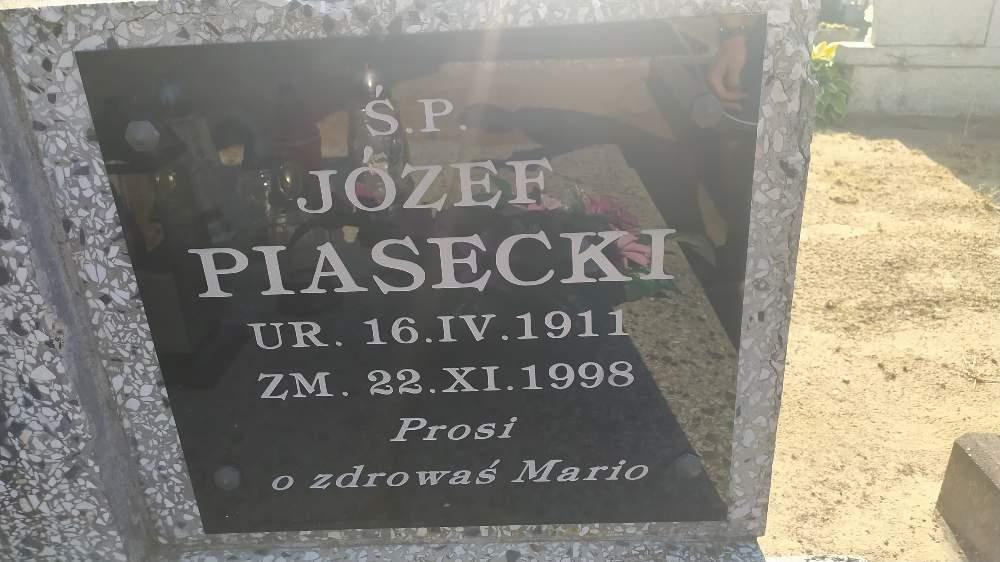 Ś.P.
JÓZEF
PIASECKI
UR. 16.IV.1911
ZM. 22.XI.1998
Prosi
o zdrowaś Mario